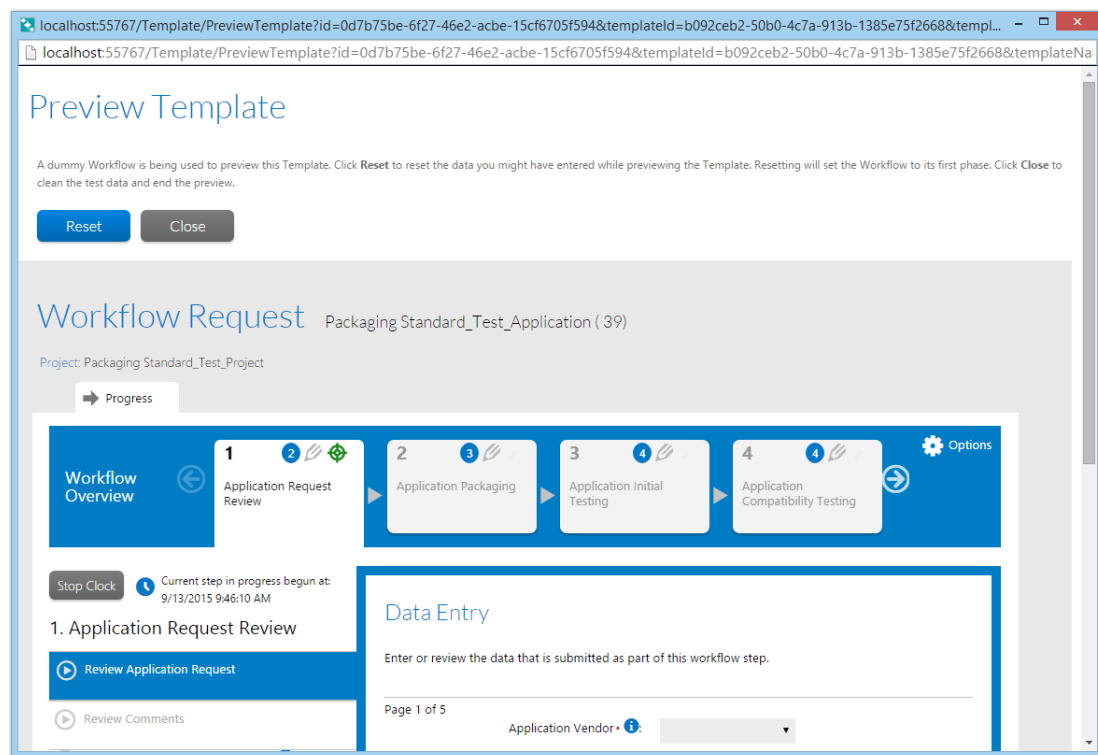 localhost:55767/Template/PreviewTemplate?id=0d7b75be-6f27-46e2-acbe-15cf6705f594&templateId=b092ceb2-50b0-4c7a-913b-1385e75f2668&templ...
localhost:55767/Template/PreviewTemplate?id=0d7b75be-6f27-46e2-acbe-15cf6705f594&templateId=b092ceb2-50b0-4c7a-913b-1385e75f2668&templateNa
Preview Template
A dummy Workflow is being used to preview this Template. Click Reset to reset the data you might have entered while previewing the Template. Resetting will set the Workflow to its first phase. Click Close to
clean the test data and end the preview.
Reset Close
Workflow Request Packaging Standard_Test_Application ( 39)
Project: Packaging Standard_Test_Project
Progress
Workflow
Overview
1 2
Application Request
Review
2 3
Application Packaging
3 4
Application Initial
Testing
4 4
Application
Compatibility Testing
Options
Stop Clock
Current step in progress begun at:
9/13/2015 9:46:10 AM
1. Application Request Review
Review Application Request
Review Comments
Data Entry
Enter or review the data that is submitted as part of this workflow step.
Page 1 of 5
Application Vendor • i: